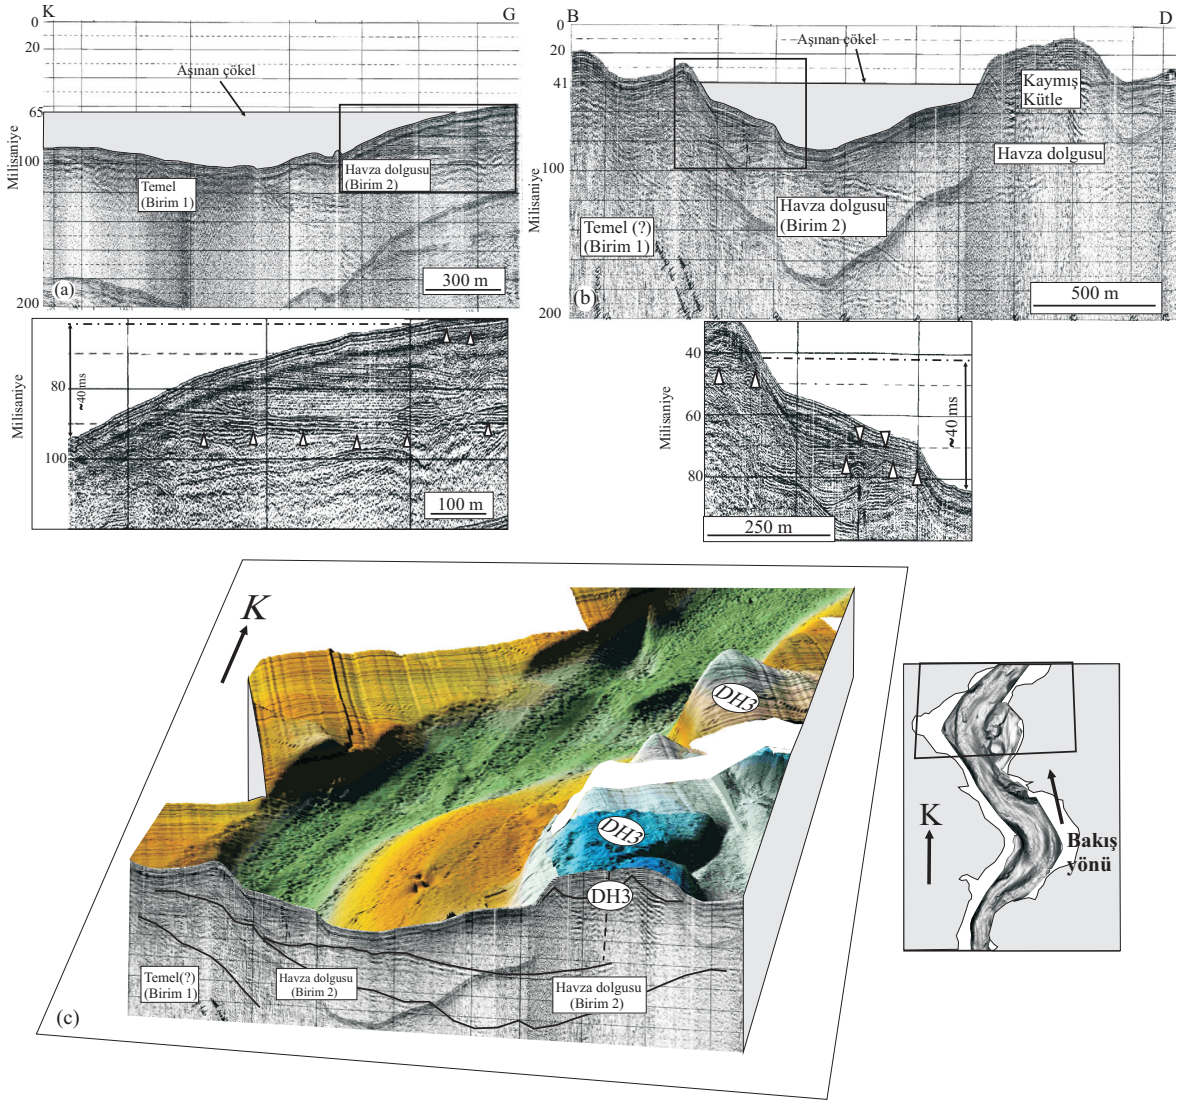 K
G
0
20
40
65
100
200
Milisaniye
Aşınan çökel
Temel
(Birim 1)
Havza dolgusu
(Birim 2)
(a)
300 m
B
D
0
20
41
100
200
Milisaniye
Aşınan çökel
Kaymış
Kütle
Havza dolgusu
Havza dolgusu
(Birim 2)
Temel (?)
(Birim 1)
(b)
500 m
Milisaniye
80
100
~40 ms
100 m
Milisaniye
40
60
80
~40 ms
250 m
K
DH3
DH3
DH3
Temel(?)
(Birim 1)
Havza dolgusu
(Birim 2)
Havza dolgusu
(Birim 2)
(c)
K
Bakış
yönü